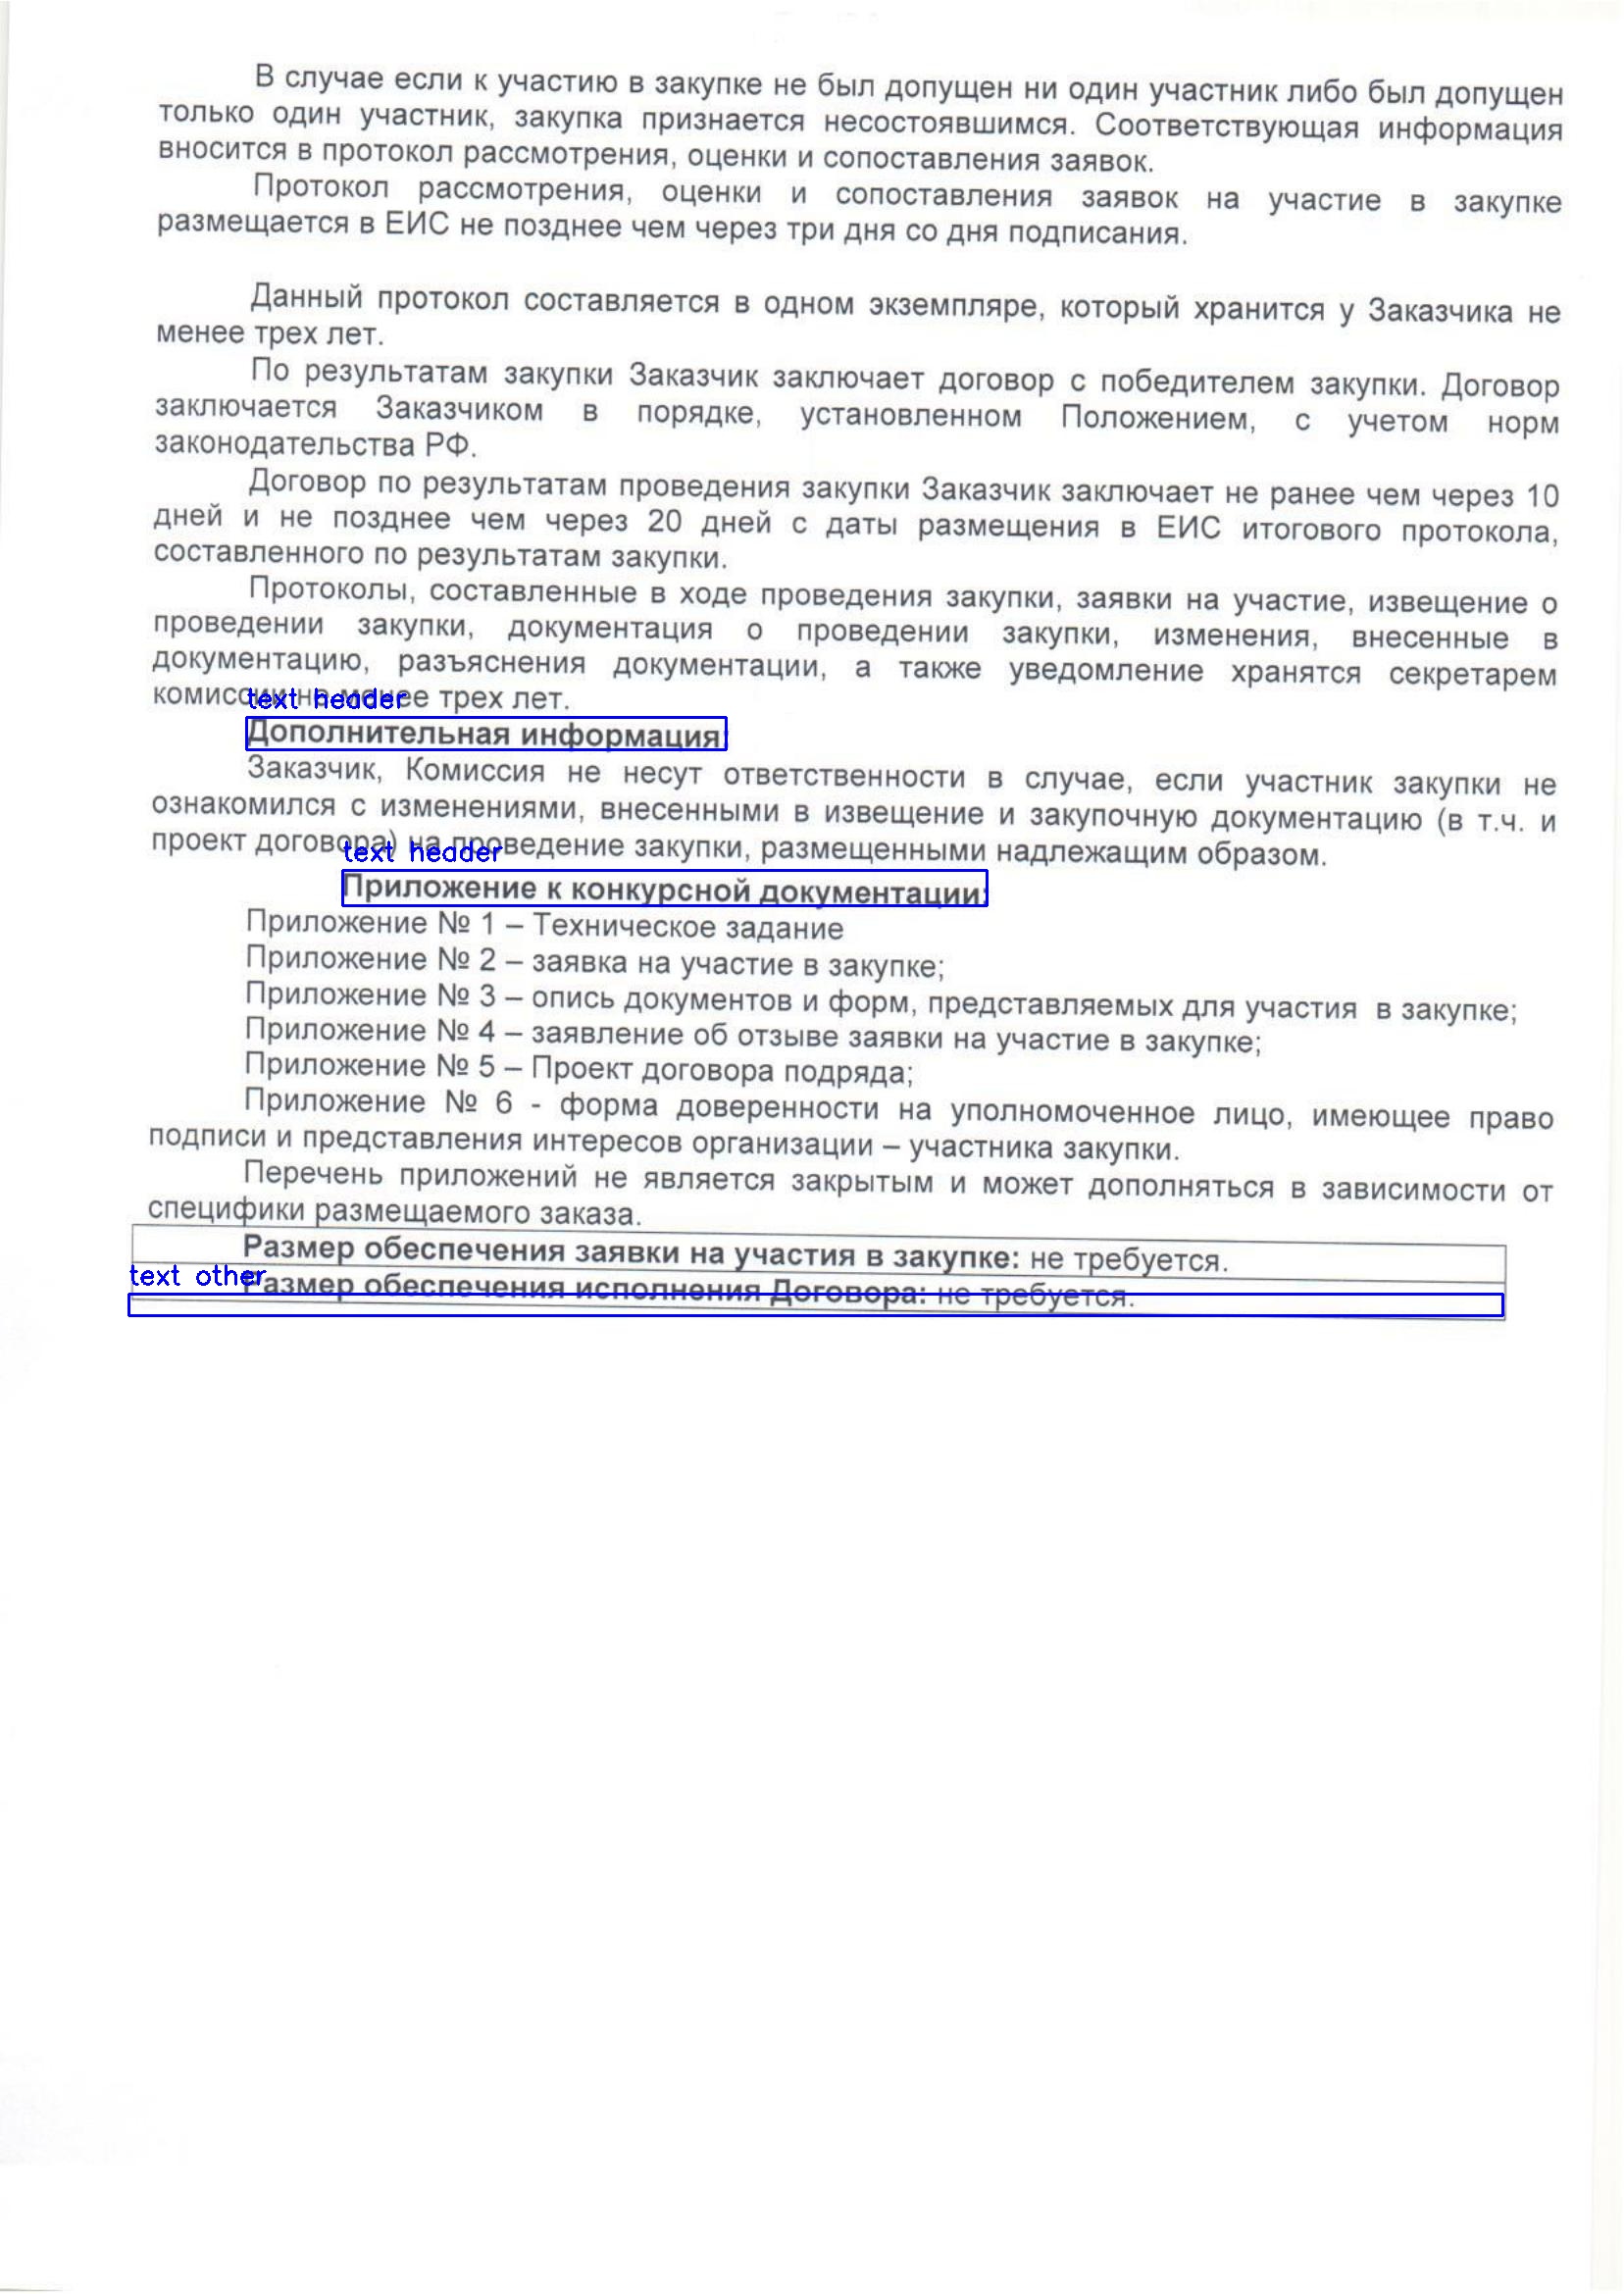 В случае если к участию в закупке не был допущен ни один участник либо был допущен
только один участник, закупка признается несостоявшимся. Соответствующая информация
вносится в протокол рассмотрения, оценки и сопоставления заявок.
Протокол рассмотрения, оценки и сопоставления заявок на участие в закупке
размещается в ЕИС не позднее чем через три дня со дня подписания.
Данный протокол составляется в одном экземпляре, который хранится у Заказчика не
менее трех лет.
По результатам закупки Заказчик заключает договор с победителем закупки. Договор
заключается Заказчиком в порядке, установленном Положением, с учетом норм
законодательства РФ.
Договор по результатам проведения закупки Заказчик заключает не ранее чем через 10
дней и не позднее чем через 20 дней с даты размещения в ЕИС итогового протокола,
составленного по результатам закупки.
Протоколы, составленные в ходе проведения закупки, заявки на участие, извещение о
проведении закупки, документация о проведении закупки, изменения, внесенные в
документацию, разъяснения документации, а также уведомление хранятся секретарем
комиссии не менее трех лет.
text header
Дополнительная информация:
Заказчик, Комиссия не несут ответственности в случае, если участник закупки не
ознакомился с изменениями, внесенными в извещение и закупочную документацию (в т.ч. и
проект договора) на проведение закупки, размещенными надлежащим образом.
text header
Приложение к конкурсной документации:
Приложение № 1 – Техническое задание
Приложение № 2 – заявка на участие в закупке;
Приложение № 3 – опись документов и форм, представляемых для участия в закупке;
Приложение № 4 – заявление об отзыве заявки на участие в закупке;
Приложение № 5 – Проект договора подряда;
Приложение № 6 - форма доверенности на уполномоченное лицо, имеющее право
подписи и представления интересов организации – участника закупки.
Перечень приложений не является закрытым и может дополняться в зависимости от
специфики размещаемого заказа.
Размер обеспечения заявки на участия в закупке: не требуется.
text other
Размер обеспечения исполнения Договора: не требуется.